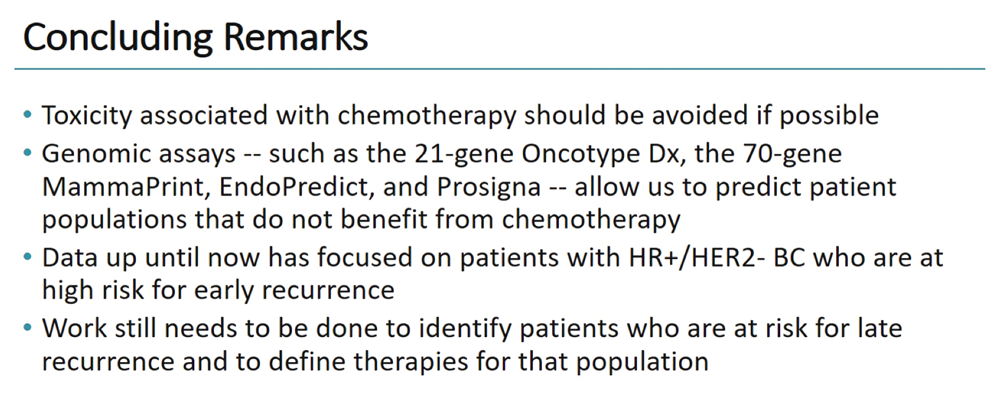 Concluding Remarks
• Toxicity associated with chemotherapy should be avoided if possible
• Genomic assays -- such as the 21-gene Oncotype Dx, the 70-gene
MammaPrint, EndoPredict, and Prosigna -- allow us to predict patient
populations that do not benefit from chemotherapy
• Data up until now has focused on patients with HR+/HER2- BC who are at
high risk for early recurrence
• Work still needs to be done to identify patients who are at risk for late
recurrence and to define therapies for that population